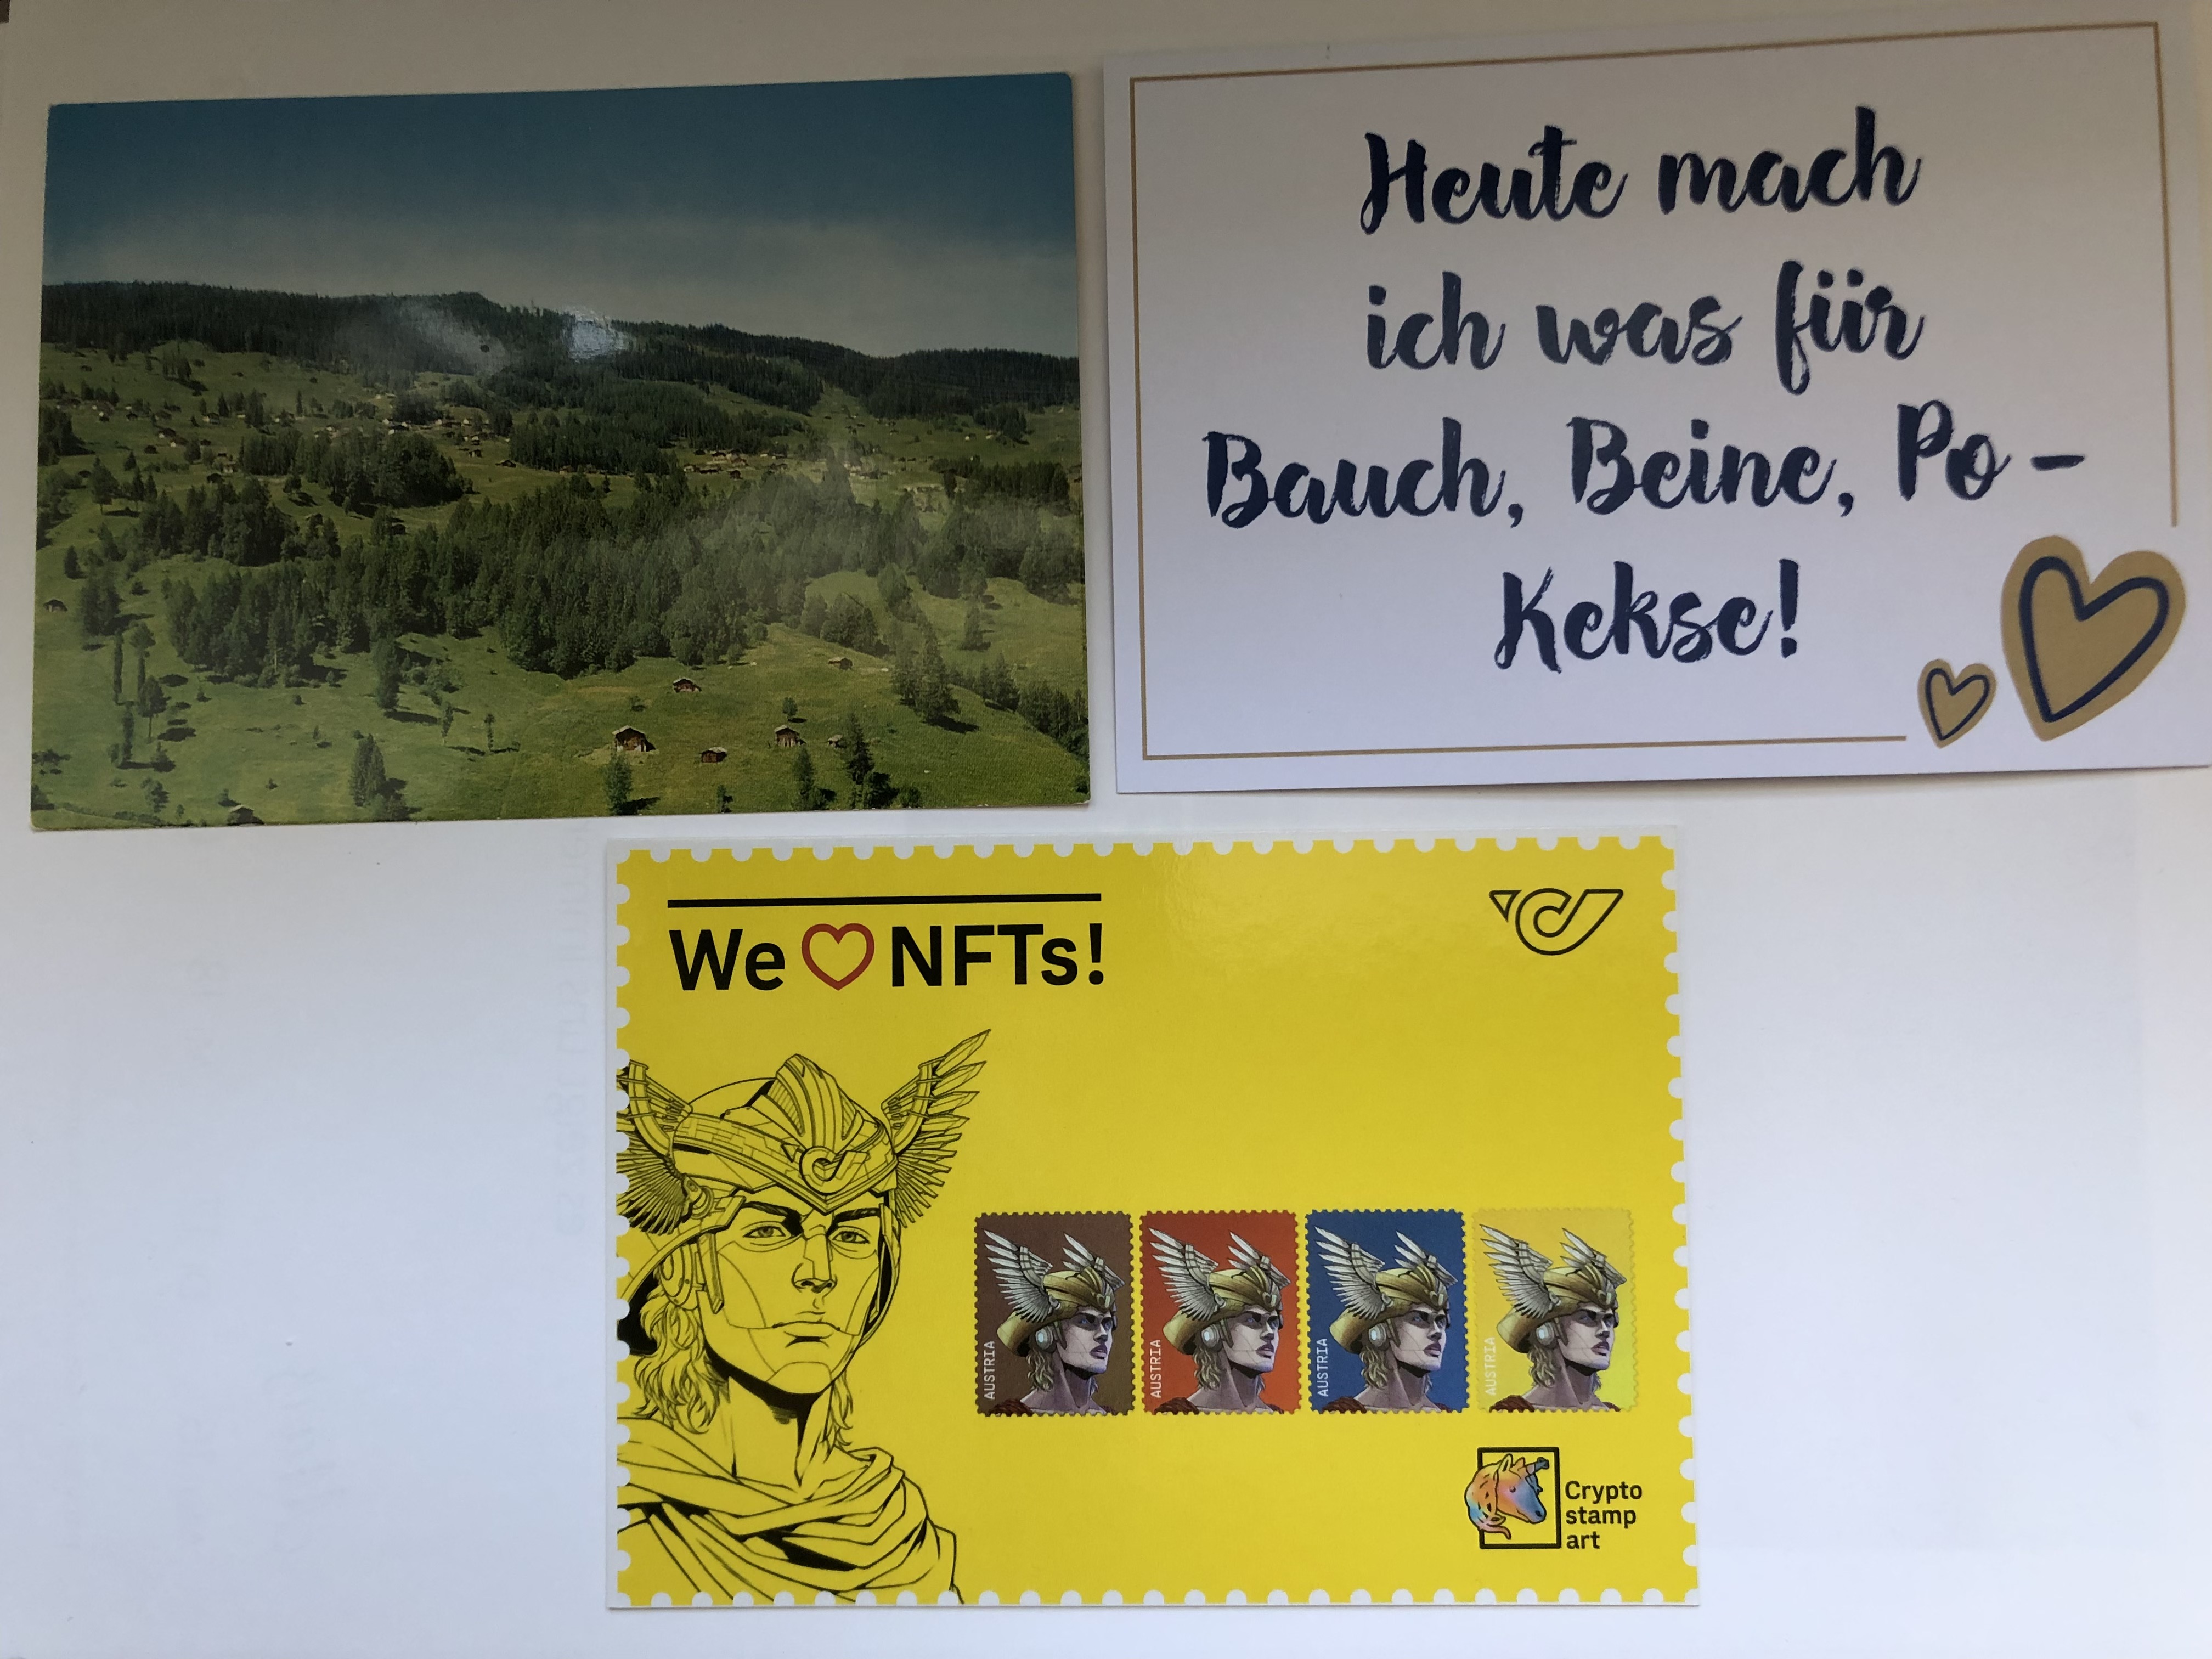 Heute mach
ich was für
Bauch, Beine, Po –
Kekse!
We ♡ NFTs!
AUSTRIA
AUSTRIA
AUSTRIA
AUSTRIA
Crypto
stamp
art